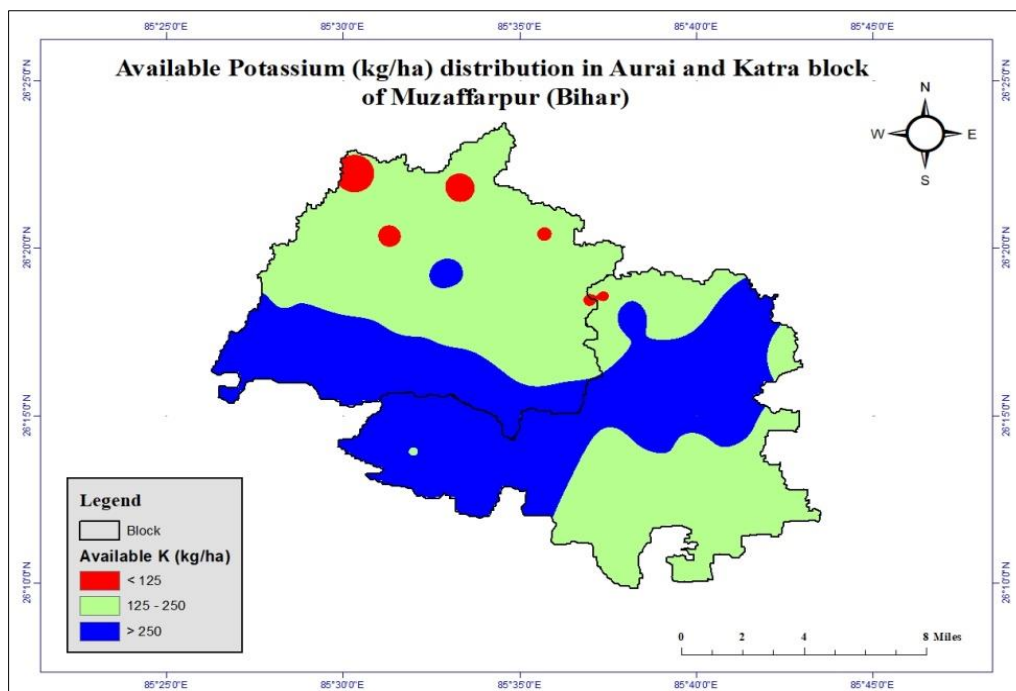 85°25'0"E 85°30'0"E 85°35'0"E 85°40'0"E 85°45'0"E
Available Potassium (kg/ha) distribution in Aurai and Katra block
of Muzaffarpur (Bihar)
26°25'0"N 26°25'0"N
N
W E
S
26°20'0"N 26°20'0"N
26°15'0"N 26°15'0"N
Legend
Block
Available K (kg/ha)
< 125
125 - 250
> 250
26°10'0"N 26°10'0"N
0 2 4 8 Miles
85°25'0"E 85°30'0"E 85°35'0"E 85°40'0"E 85°45'0"E